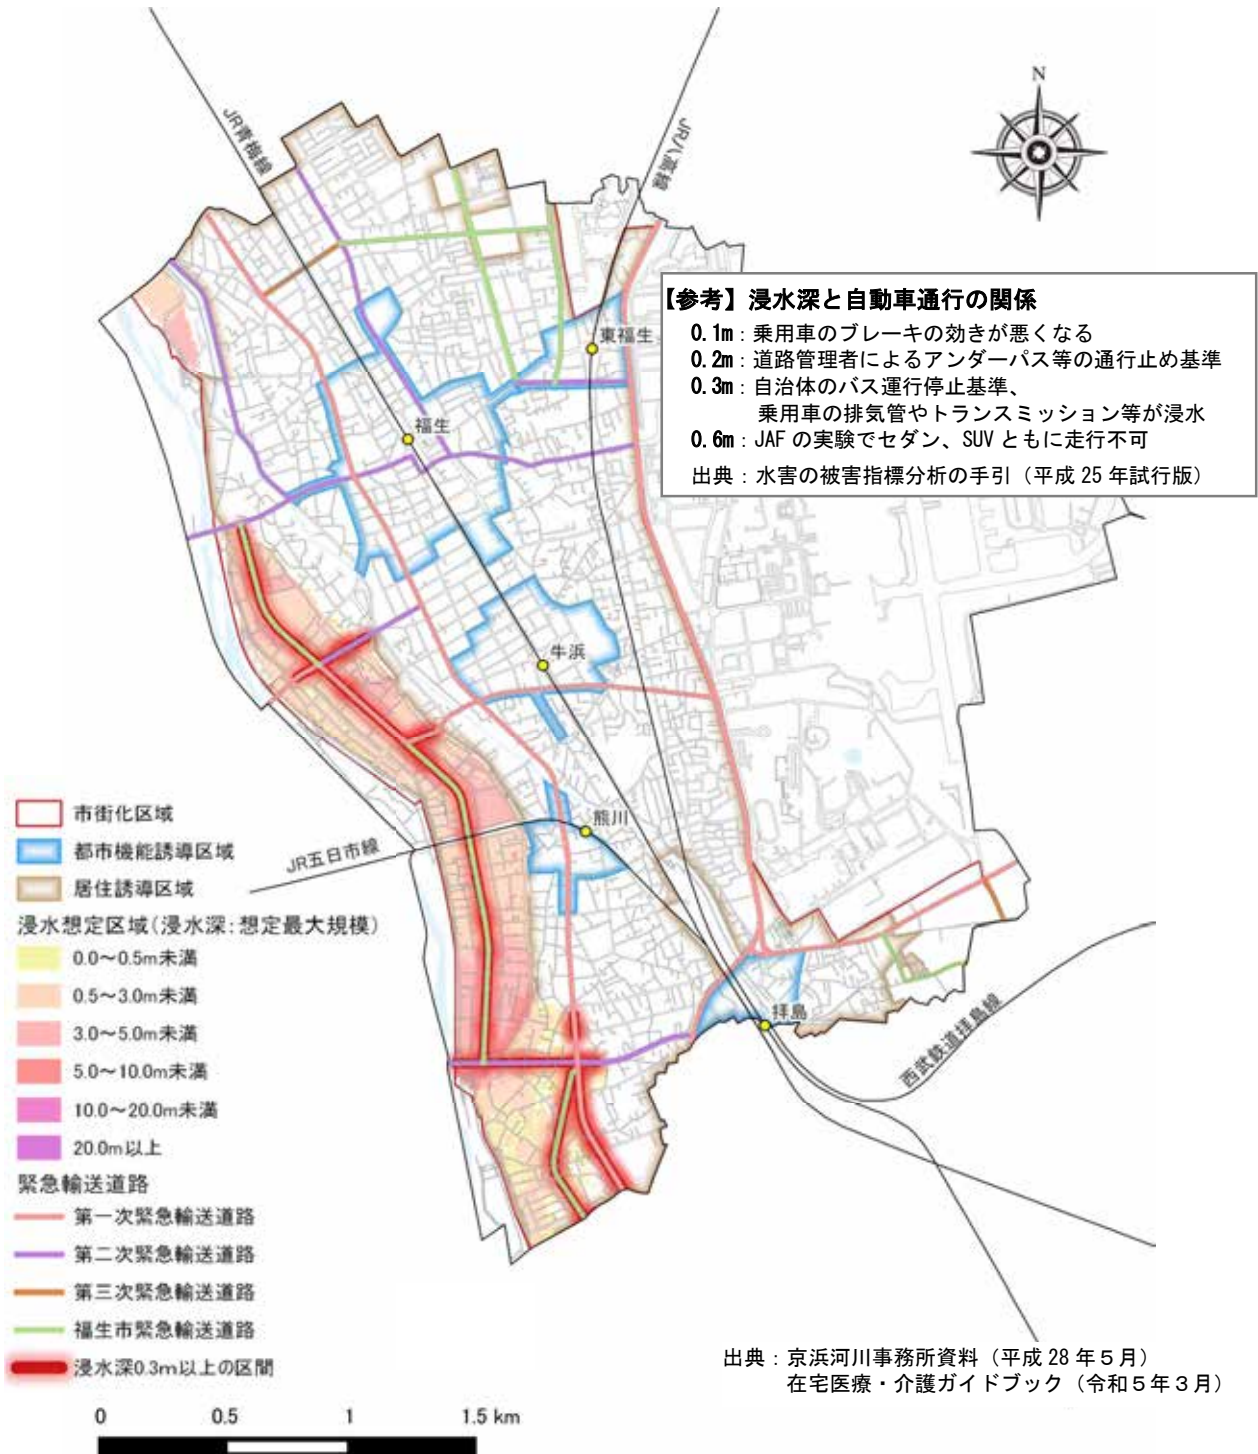 N
JR青梅線
JR八高線
【参考】浸水深と自動車通行の関係
0.1m：乗用車のブレーキの効きが悪くなる
0.2m：道路管理者によるアンダーパス等の通行止め基準
0.3m：自治体のバス運行停止基準、
乗用車の排気管やトランスミッション等が浸水
0.6m：JAFの実験でセダン、SUVともに走行不可
出典：水害の被害指標分析の手引（平成25年試行版）
東福生
福生
牛浜
熊川
JR五日市線
拝島
西武鉄道拝島線
市街化区域
都市機能誘導区域
居住誘導区域
浸水想定区域(浸水深:想定最大規模)
0.0～0.5m未満
0.5～3.0m未満
3.0～5.0m未満
5.0～10.0m未満
10.0～20.0m未満
20.0m以上
緊急輸送道路
第一次緊急輸送道路
第二次緊急輸送道路
第三次緊急輸送道路
福生市緊急輸送道路
浸水深0.3m以上の区間
出典：京浜河川事務所資料（平成28年５月）
在宅医療・介護ガイドブック（令和５年３月）
0 0.5 1 1.5 km